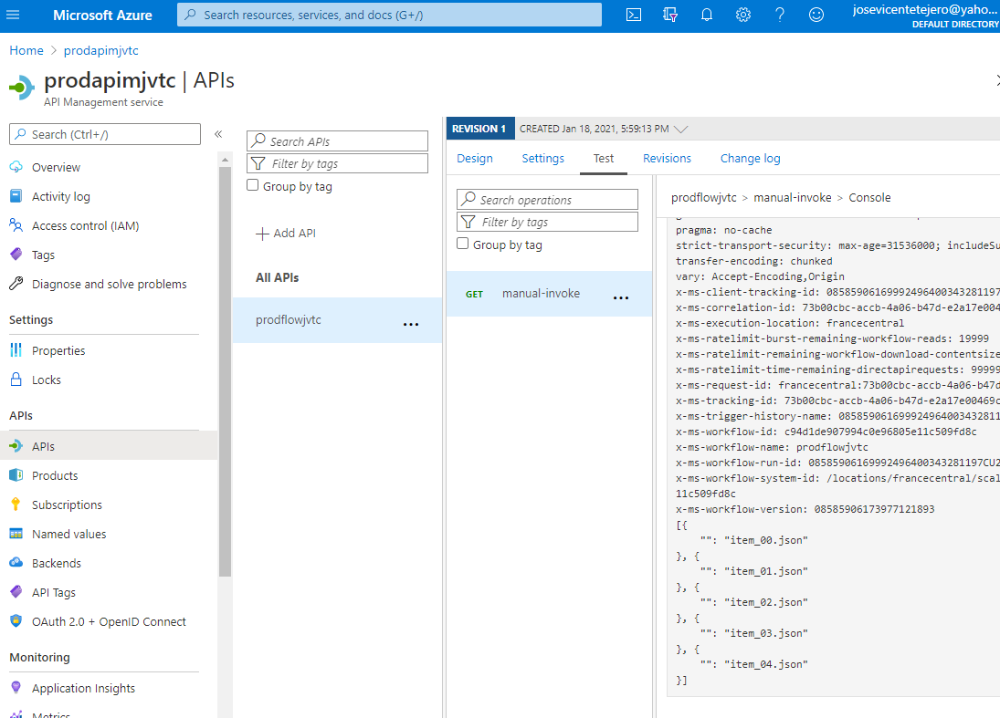 Microsoft Azure
Search resources, services, and docs (G+/)
josevicentetejero@yaho...
DEFAULT DIRECTORY
Home > prodapimjvtc
prodapimjvtc | APIs
API Management service
Search (Ctrl+/)
«
Overview
Activity log
Access control (IAM)
Tags
Diagnose and solve problems
Settings
Properties
Locks
APIs
APIs
Products
Subscriptions
Named values
Backends
API Tags
OAuth 2.0 + OpenID Connect
Monitoring
Application Insights
Metrics
Search APIs
Filter by tags
Group by tag
Add API
All APIs
prodflowjvtc
REVISION 1
CREATED Jan 18, 2021, 5:59:13 PM
Design
Settings
Test
Revisions
Change log
Search operations
Filter by tags
Group by tag
GET manual-invoke
prodflowjvtc > manual-invoke > Console
pragma: no-cache
strict-transport-security: max-age=31536000; includeSu
transfer-encoding: chunked
vary: Accept-Encoding,Origin
x-ms-client-tracking-id: 0858590616999249640034328119​7
x-ms-correlation-id: 73b00cbc-accb-4a06-b47d-e2a17e004
x-ms-execution-location: francecentral
x-ms-ratelimit-burst-remaining-workflow-reads: 19999
x-ms-ratelimit-remaining-workflow-download-contentsize
x-ms-ratelimit-time-remaining-directapirequests: 99999
x-ms-request-id: francecentral:73b00cbc-accb-4a06-b47d
x-ms-tracking-id: 73b00cbc-accb-4a06-b47d-e2a17e00469c
x-ms-trigger-history-name: 08585906169992496400343281​1
x-ms-workflow-id: c94d1de907994c0e96805e11c509fd8c
x-ms-workflow-name: prodflowjvtc
x-ms-workflow-run-id: 08585906169992496400343281197CU2
x-ms-workflow-system-id: /locations/francecentral/scal
11c509fd8c
x-ms-workflow-version: 08585906173977121893
[{
"": "item_00.json"
}, {
"": "item_01.json"
}, {
"": "item_02.json"
}, {
"": "item_03.json"
}, {
"": "item_04.json"
}]